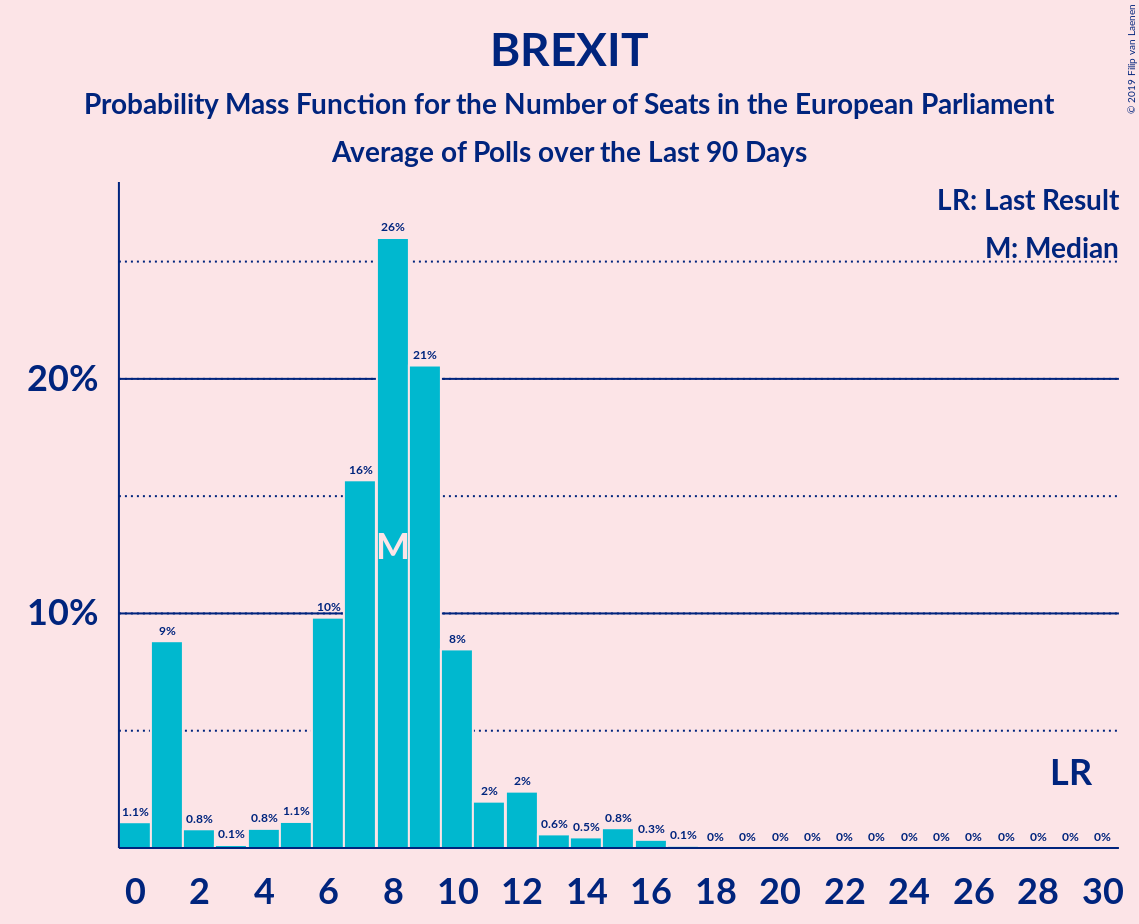 BREXIT
Probability Mass Function for the Number of Seats in the European Parliament
Average of Polls over the Last 90 Days
© 2019 Filip van Laenen
LR: Last Result
M: Median
20%
10%
1.1% 9% 0.8% 0.1% 0.8% 1.1% 10% 16% 26% 21% 8% 2% 2% 0.6% 0.5% 0.8% 0.3% 0.1% 0% 0% 0% 0% 0% 0% 0% 0% 0% 0% 0% 0% 0%
M
LR
0 2 4 6 8 10 12 14 16 18 20 22 24 26 28 30